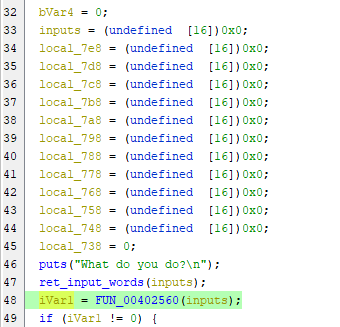 32 bVar4 = 0;
33 inputs = (undefined  [16])0x0;
34 local_7e8 = (undefined  [16])0x0;
35 local_7d8 = (undefined  [16])0x0;
36 local_7c8 = (undefined  [16])0x0;
37 local_7b8 = (undefined  [16])0x0;
38 local_7a8 = (undefined  [16])0x0;
39 local_798 = (undefined  [16])0x0;
40 local_788 = (undefined  [16])0x0;
41 local_778 = (undefined  [16])0x0;
42 local_768 = (undefined  [16])0x0;
43 local_758 = (undefined  [16])0x0;
44 local_748 = (undefined  [16])0x0;
45 local_738 = 0;
46 puts("What do you do?\n");
47 ret_input_words(inputs);
48 iVar1 = FUN_00402560(inputs);
49 if (iVar1 != 0) {